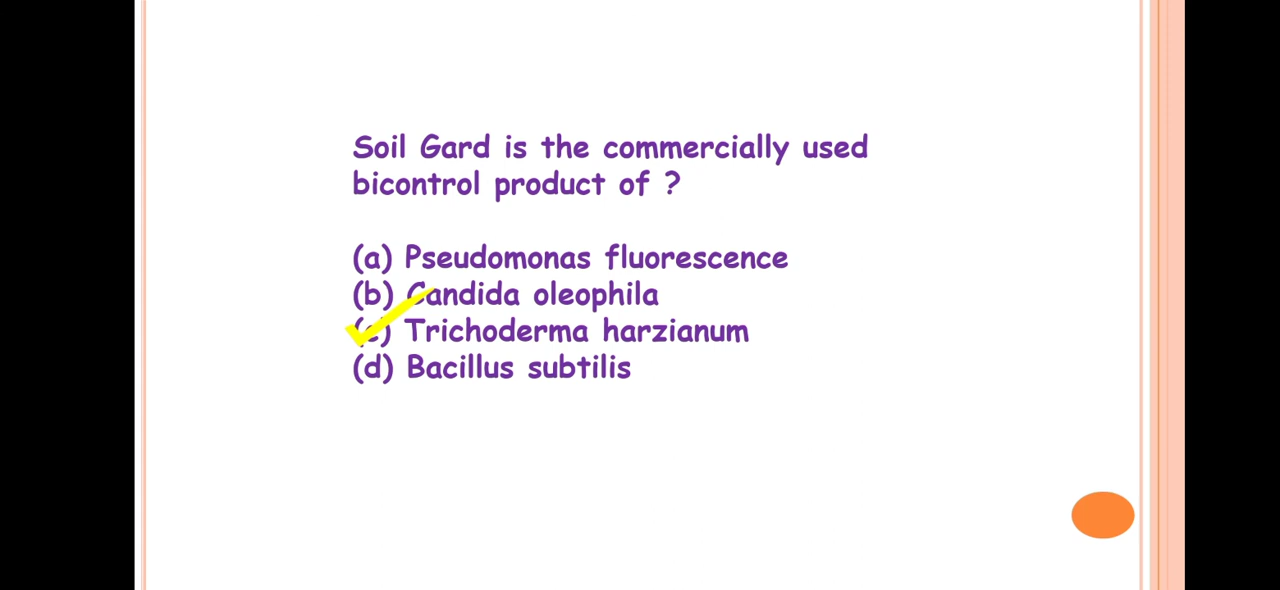 Soil Gard is the commercially used
bicontrol product of ?
(a) Pseudomonas fluorescence
(b) Candida oleophila
(c) Trichoderma harzianum
(d) Bacillus subtilis